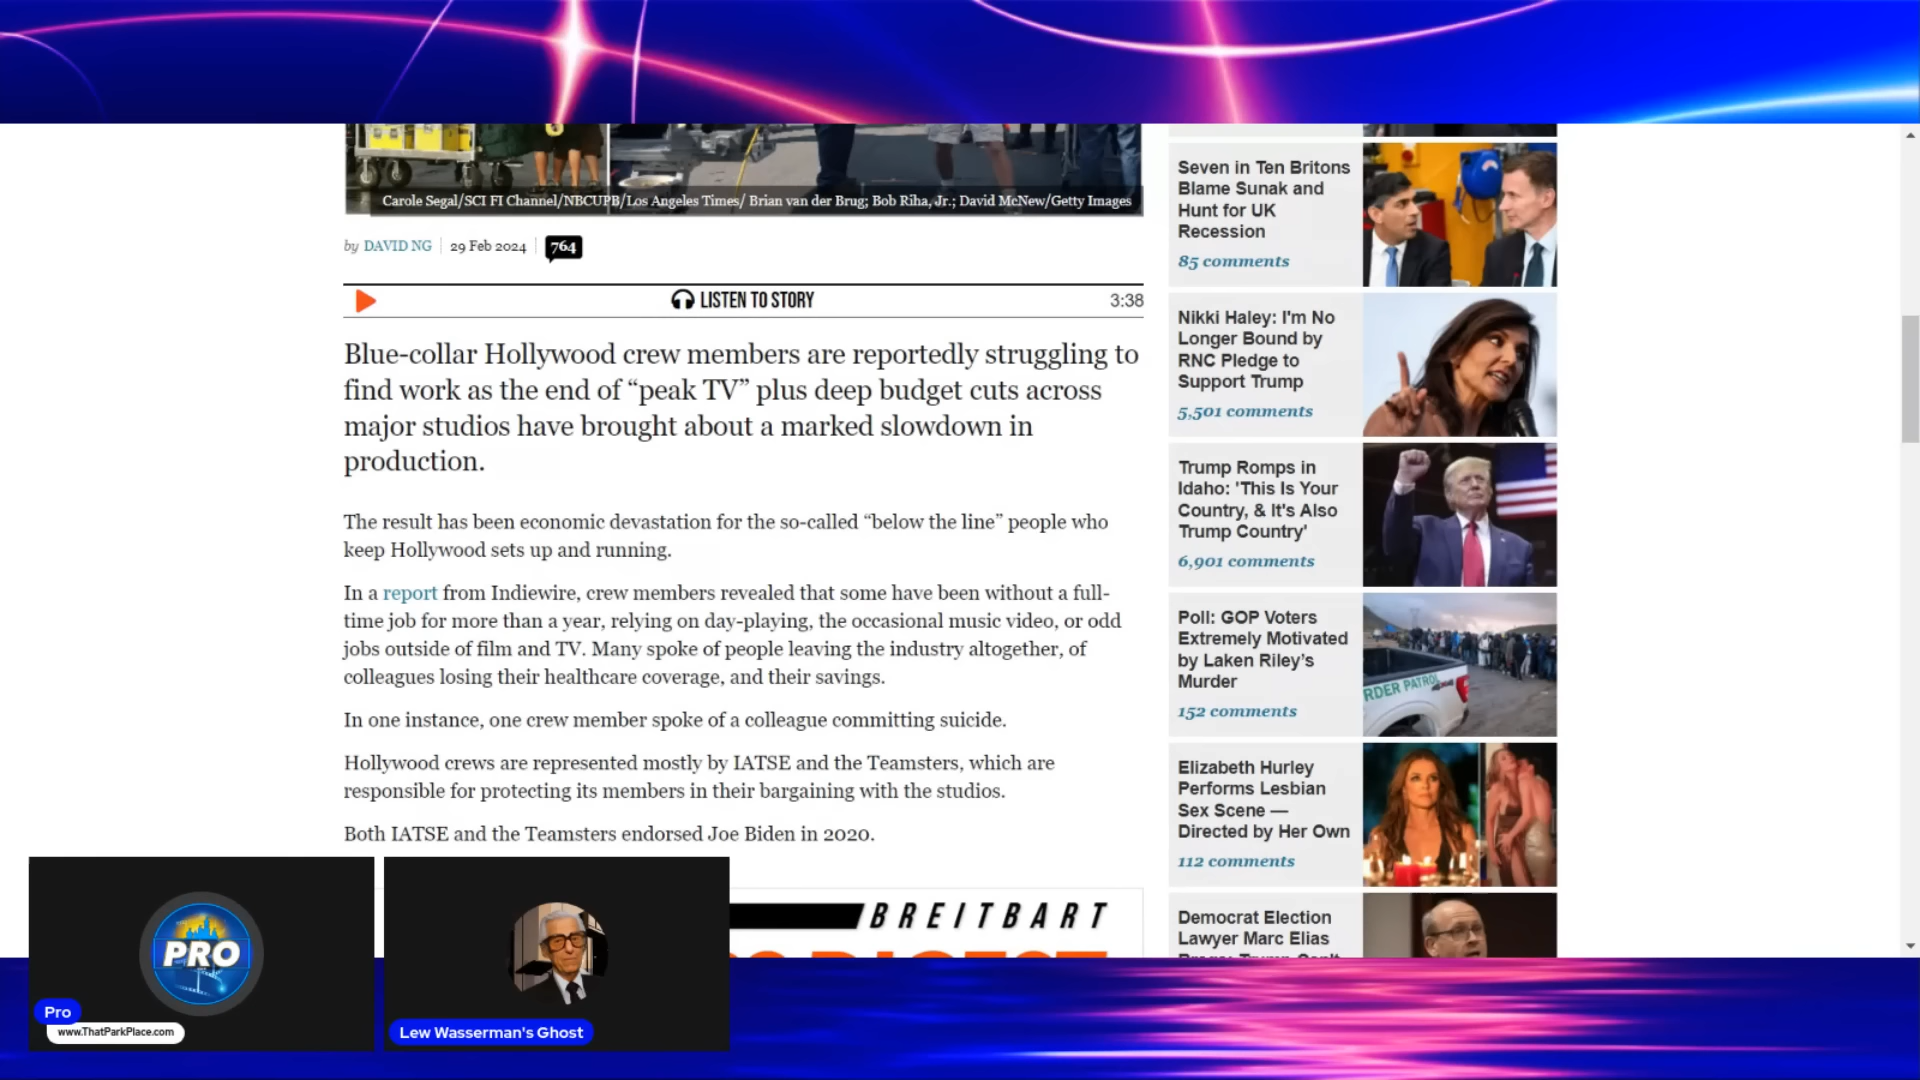 Carole Segal/SCI FI Channel/NBCUPB/Los Angeles Times/ Brian van der Brug; Bob Riha, Jr.; David McNew/Getty Images
by DAVID NG 29 Feb 2024 764
LISTEN TO STORY 3:38
Blue-collar Hollywood crew members are reportedly struggling to
find work as the end of “peak TV” plus deep budget cuts across
major studios have brought about a marked slowdown in
production.
The result has been economic devastation for the so-called “below the line” people who
keep Hollywood sets up and running.
In a report from Indiewire, crew members revealed that some have been without a full-
time job for more than a year, relying on day-playing, the occasional music video, or odd
jobs outside of film and TV. Many spoke of people leaving the industry altogether, of
colleagues losing their healthcare coverage, and their savings.
In one instance, one crew member spoke of a colleague committing suicide.
Hollywood crews are represented mostly by IATSE and the Teamsters, which are
responsible for protecting its members in their bargaining with the studios.
Both IATSE and the Teamsters endorsed Joe Biden in 2020.
BREITBART
Seven in Ten Britons
Blame Sunak and
Hunt for UK
Recession
85 comments
Nikki Haley: I'm No
Longer Bound by
RNC Pledge to
Support Trump
5,501 comments
Trump Romps in
Idaho: 'This Is Your
Country, & It's Also
Trump Country'
6,901 comments
Poll: GOP Voters
Extremely Motivated
by Laken Riley’s
Murder
152 comments
RDER PATROL
Elizabeth Hurley
Performs Lesbian
Sex Scene —
Directed by Her Own
112 comments
Democrat Election
Lawyer Marc Elias
PRO
Pro
www.ThatParkPlace.com
Lew Wasserman's Ghost